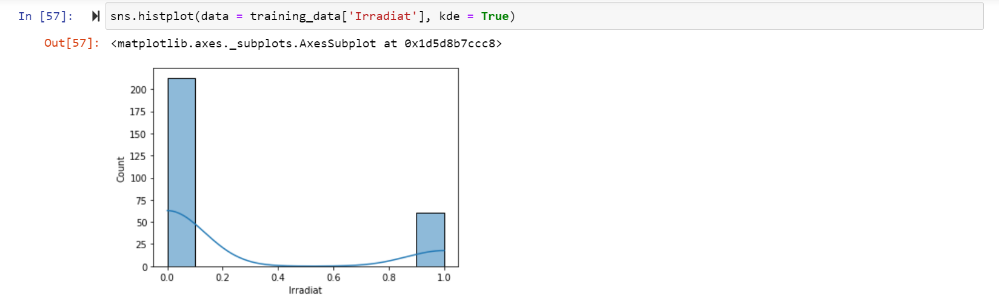 In [57]: sns.histplot(data = training_data['Irradiat'], kde = True)
Out[57]: <matplotlib.axes._subplots.AxesSubplot at 0x1d5d8b7ccc8>
200
175
150
125
100
75
50
25
0
Count
0.0 0.2 0.4 0.6 0.8 1.0
Irradiat